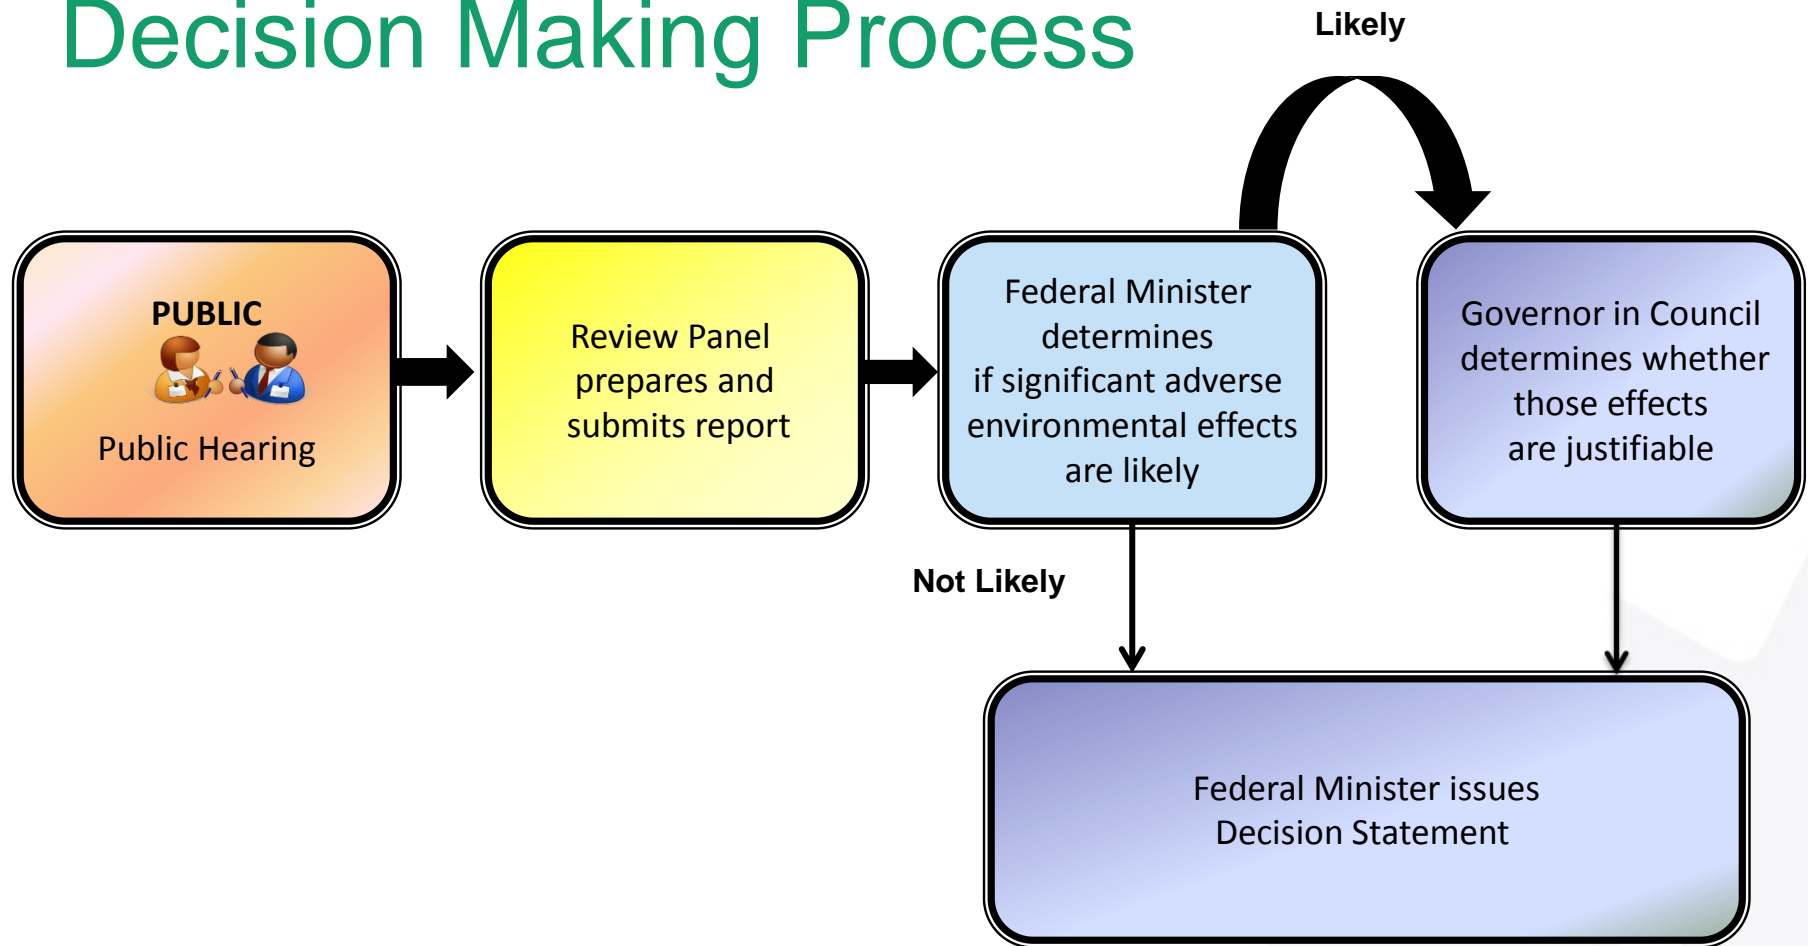 Decision Making Process
Likely
PUBLIC
Public Hearing
Review Panel
prepares and
submits report
Federal Minister
determines
if significant adverse
environmental effects
are likely
Governor in Council
determines whether
those effects
are justifiable
Not Likely
Federal Minister issues
Decision Statement